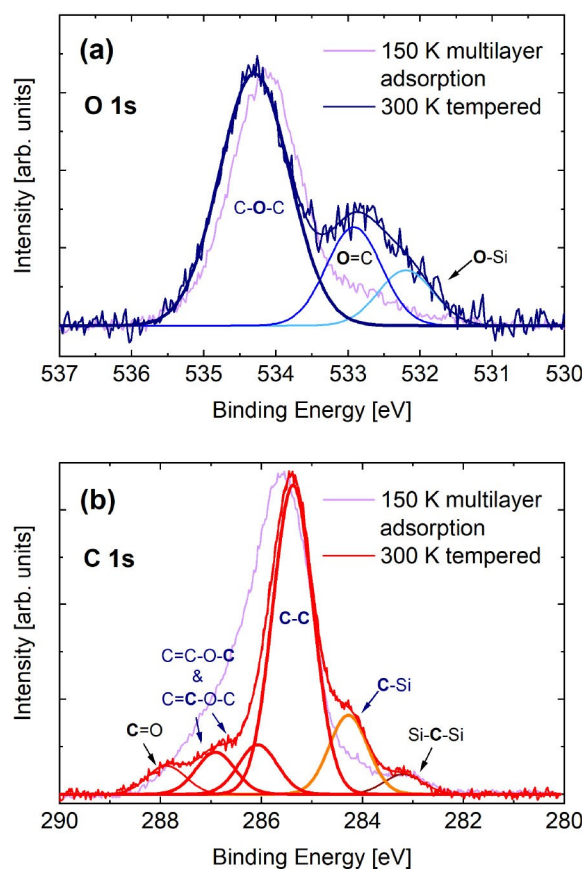 (a)
150 K multilayer
adsorption
300 K tempered
O 1s
C-O-C
O=C
O-Si
Intensity [arb. units]
537 536 535 534 533 532 531 530
Binding Energy [eV]
(b)
150 K multilayer
adsorption
300 K tempered
C 1s
C-C
C=C-O-C
&
C=C-O-C
C=O
C-Si
Si-C-Si
Intensity [arb. units]
290 288 286 284 282 280
Binding Energy [eV]